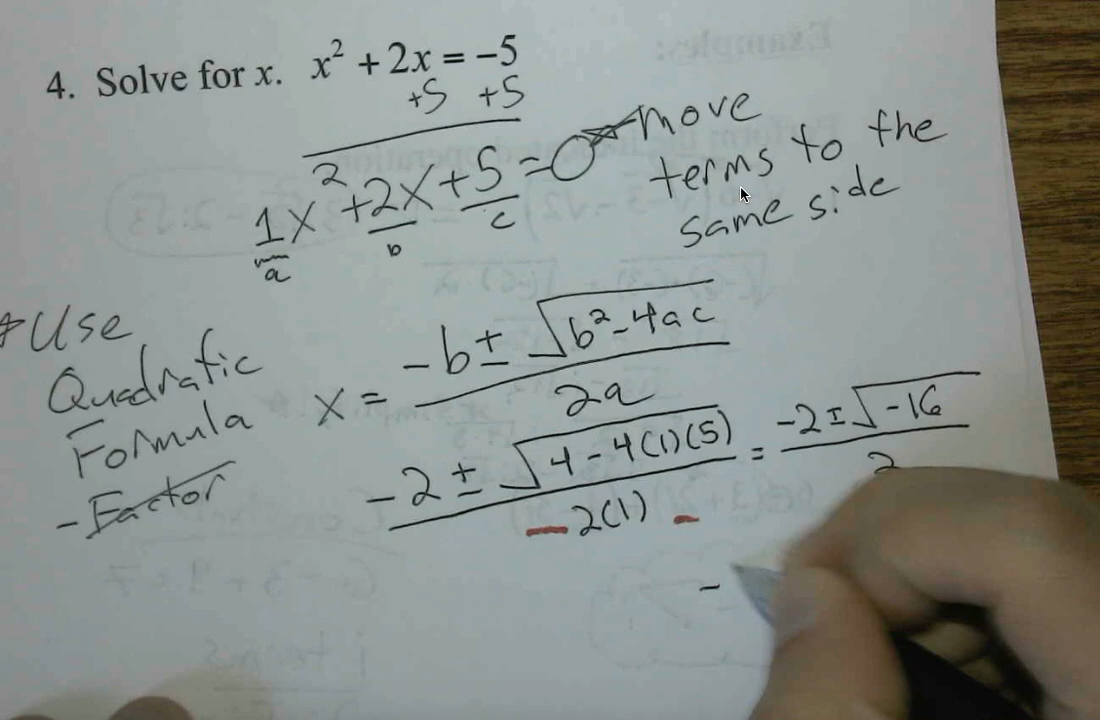 4. Solve for x. x² + 2x = −5
+5 +5
1x² + 2x + 5 = 0
a b c
move
terms to the
same side
*Use
Quadratic
Formula
- Factor
x = (-b ± √(b²-4ac)) / 2a
(-2 ± √(4 - 4(1)(5))) / 2(1) = (-2 ± √-16) / 2
-